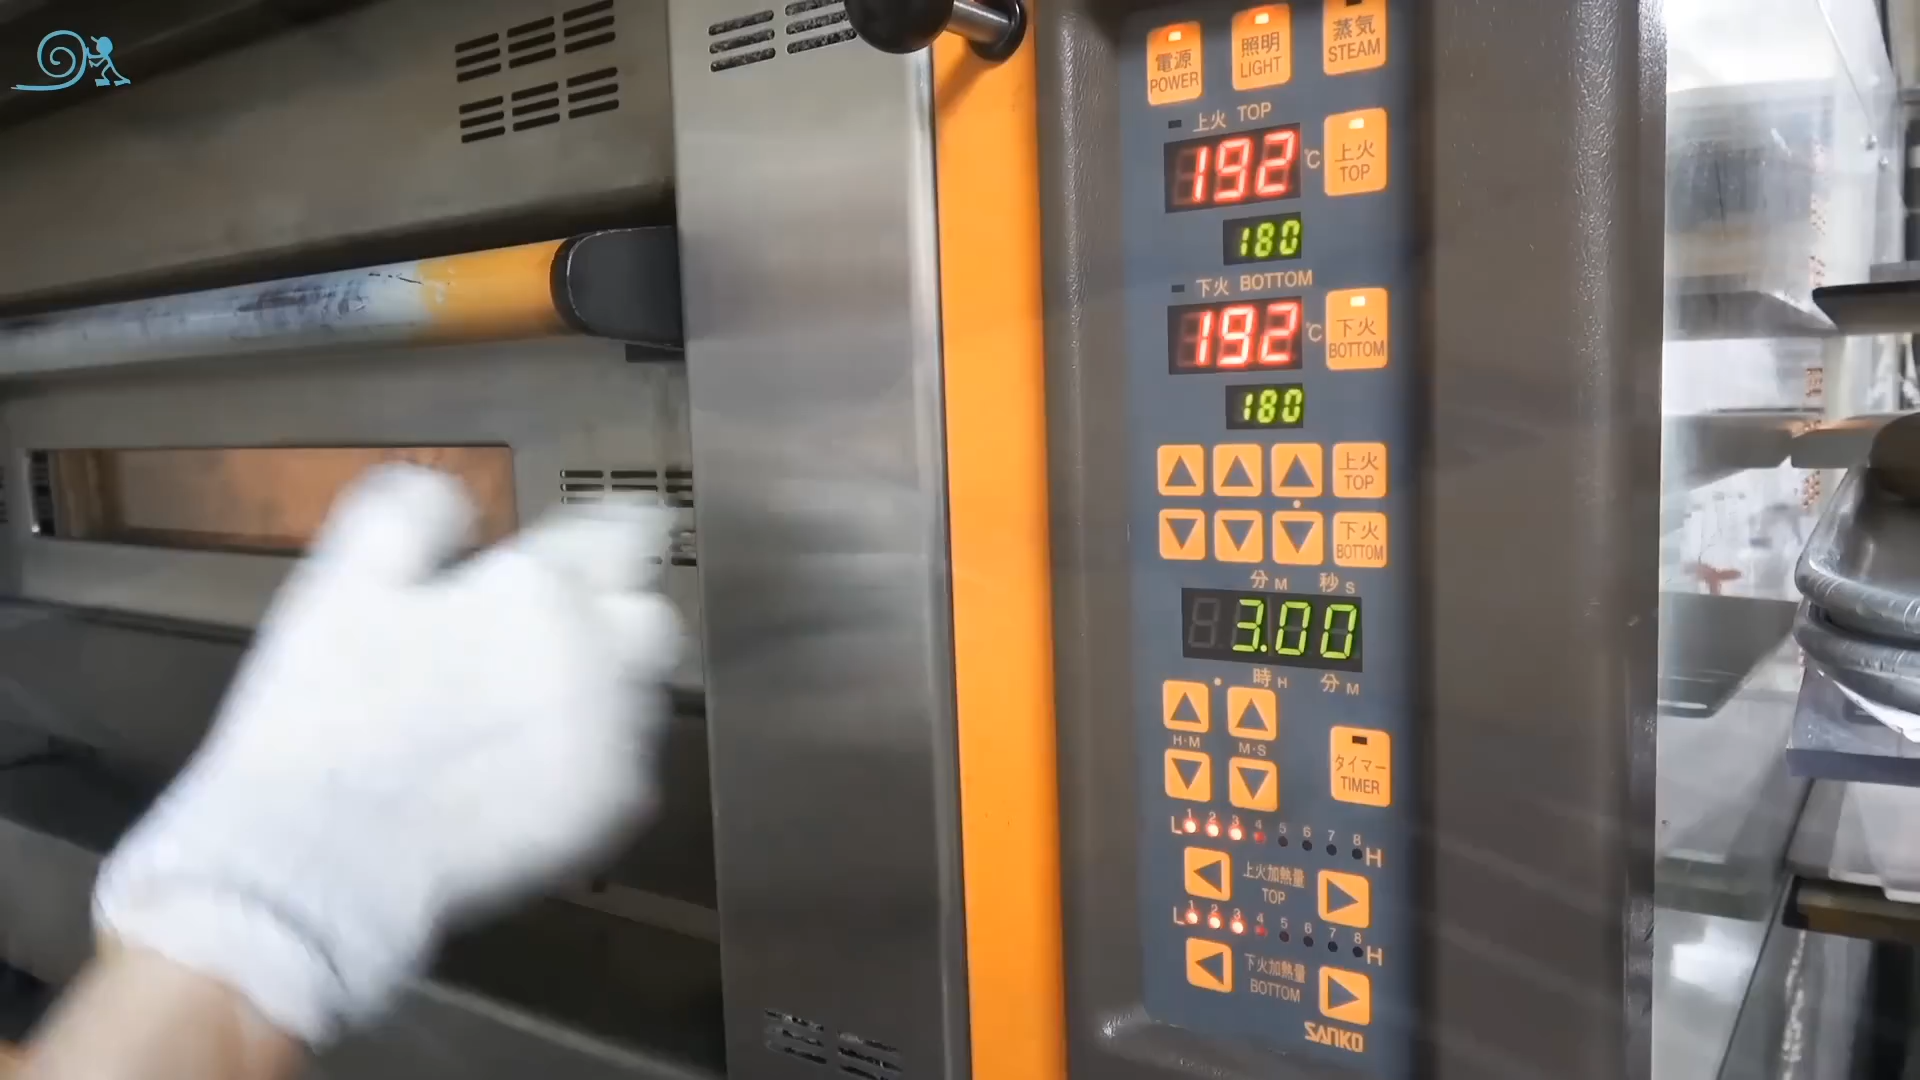 電源
POWER
照明
LIGHT
蒸気
STEAM
上火 TOP
192 ℃
上火
TOP
180
下火 BOTTOM
192 ℃
下火
BOTTOM
180
上火
TOP
下火
BOTTOM
分 M 秒 S
3.00
時 H 分 M
H·M M·S
タイマー
TIMER
L 1 2 3 4 5 6 7 8 H
上火加熱量
TOP
L 1 2 3 4 5 6 7 8 H
下火加熱量
BOTTOM
SANKO